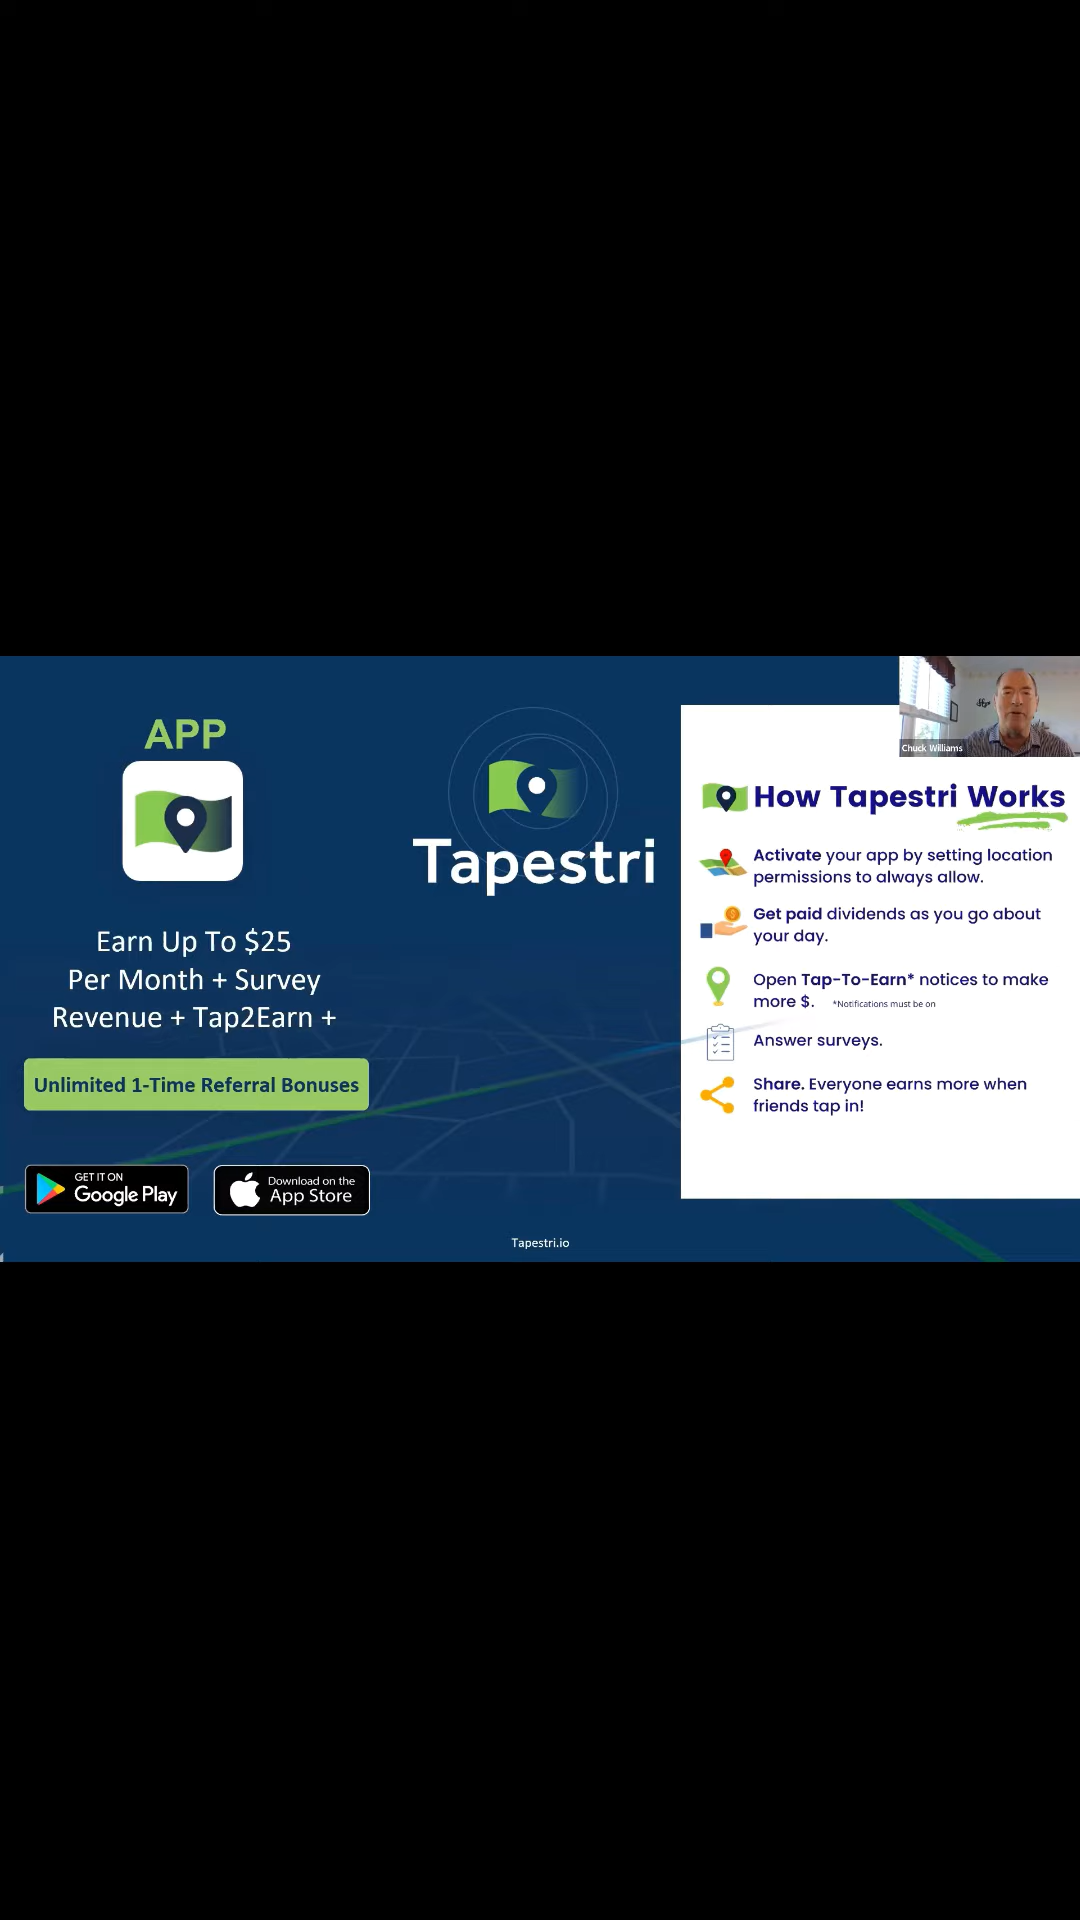 APP
Earn Up To $25
Per Month + Survey
Revenue + Tap2Earn +
Unlimited 1-Time Referral Bonuses
GET IT ON
Google Play
Download on the
App Store
Tapestri
Tapestri.io
Chuck Williams
How Tapestri Works
Activate your app by setting location
permissions to always allow.
Get paid dividends as you go about
your day.
Open Tap-To-Earn* notices to make
more $. *Notifications must be on
Answer surveys.
Share. Everyone earns more when
friends tap in!